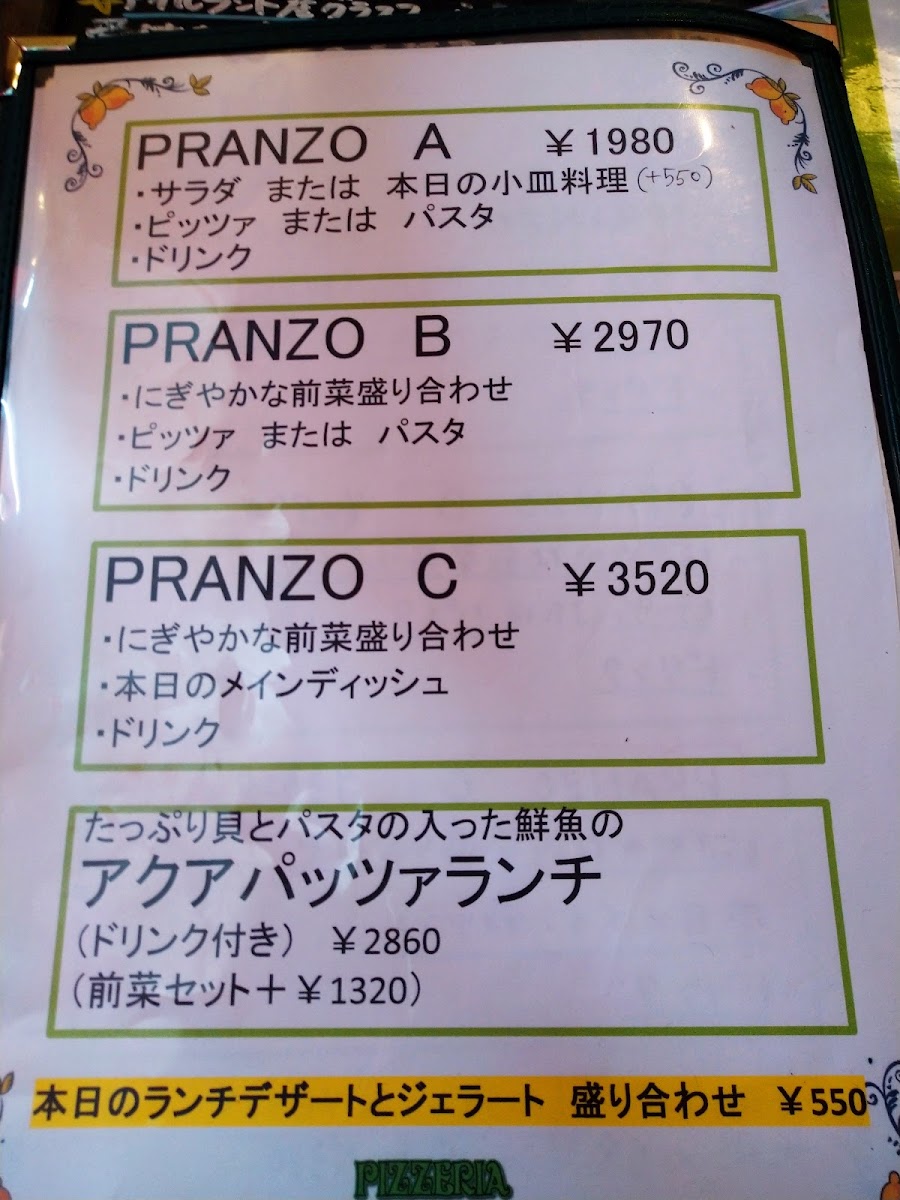 PRANZO A ￥1980
・サラダ または 本日の小皿料理(+550)
・ピッツァ または パスタ
・ドリンク
PRANZO B ￥2970
・にぎやかな前菜盛り合わせ
・ピッツァ または パスタ
・ドリンク
PRANZO C ￥3520
・にぎやかな前菜盛り合わせ
・本日のメインディッシュ
・ドリンク
たっぷり貝とパスタの入った鮮魚の
アクアパッツァランチ
(ドリンク付き) ￥2860
(前菜セット＋￥1320)
本日のランチデザートとジェラート 盛り合わせ ￥550
PIZZERIA